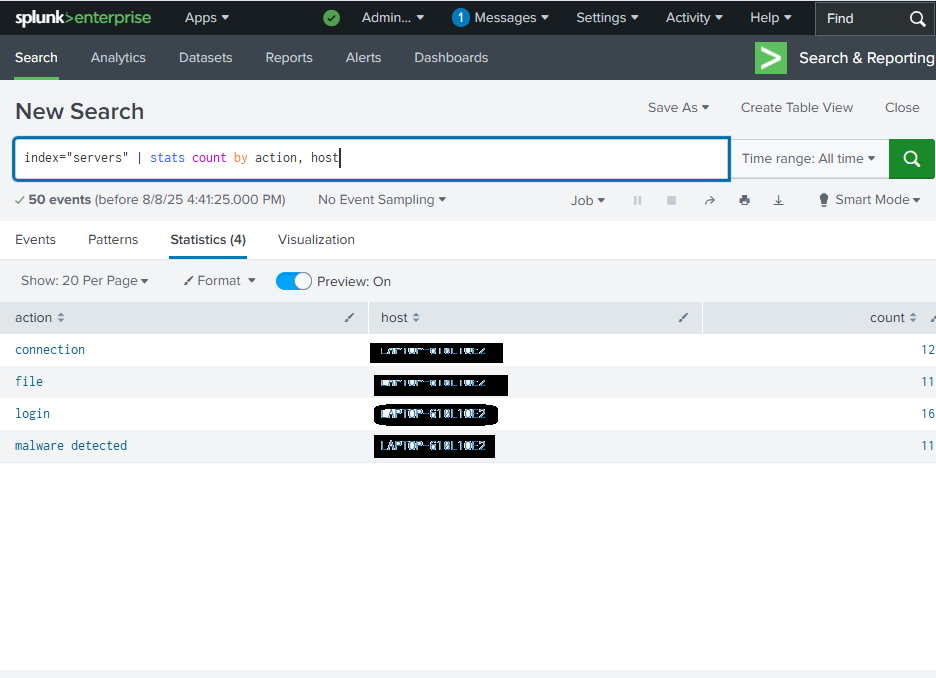 splunk>enterprise Apps Admin... 1 Messages Settings Activity Help Find
Search Analytics Datasets Reports Alerts Dashboards Search & Reporting
New Search Save As Create Table View Close
index="servers" | stats count by action, host Time range: All time
50 events (before 8/8/25 4:41:25.000 PM) No Event Sampling Job Smart Mode
Events Patterns Statistics (4) Visualization
Show: 20 Per Page Format Preview: On
action host count
connection 12
file 11
login 16
malware detected 11